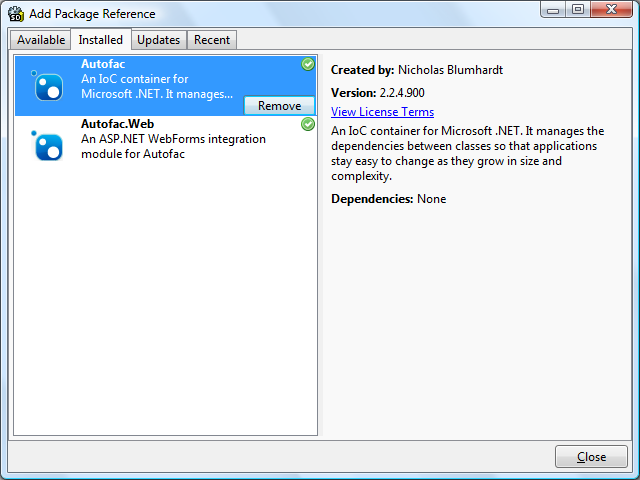 Add Package Reference
Available
Installed
Updates
Recent
Autofac
An IoC container for
Microsoft .NET. It manages...
Remove
Autofac.Web
An ASP.NET WebForms integration
module for Autofac
Created by: Nicholas Blumhardt
Version: 2.2.4.900
View License Terms
An IoC container for Microsoft .NET. It manages the
dependencies between classes so that applications
stay easy to change as they grow in size and
complexity.
Dependencies: None
Close